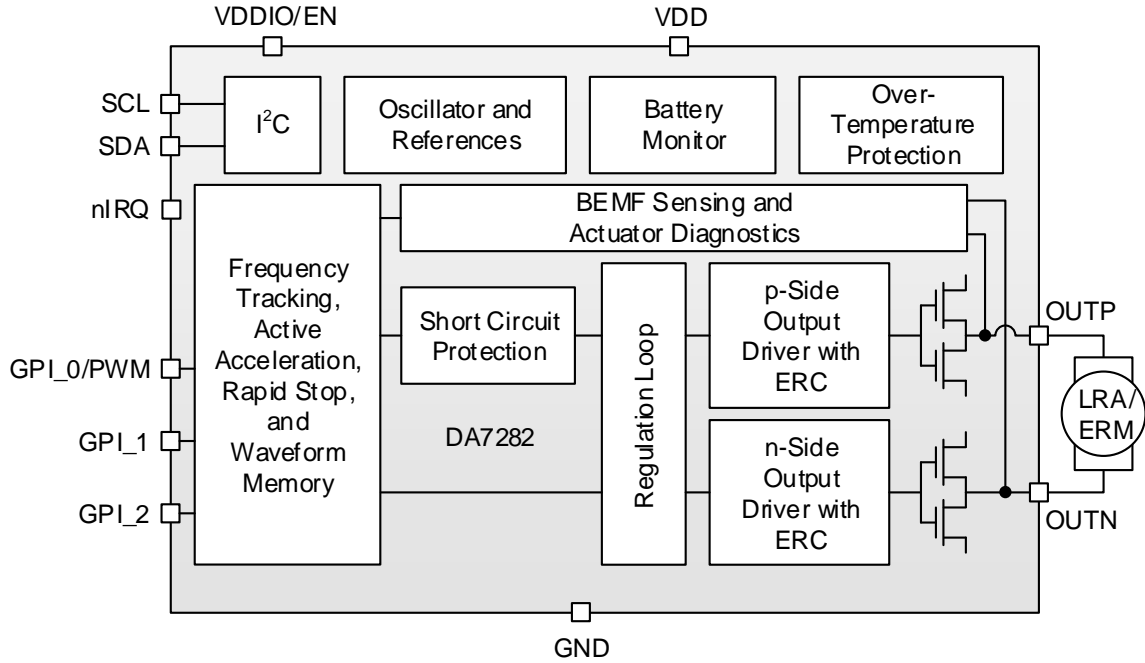 VDDIO/EN
VDD
SCL
SDA
I²C
Oscillator and
References
Battery
Monitor
Over-
Temperature
Protection
nIRQ
BEMF Sensing and
Actuator Diagnostics
Frequency
Tracking,
Active
Acceleration,
Rapid Stop,
and
Waveform
Memory
GPI_0/PWM
GPI_1
GPI_2
Short Circuit
Protection
DA7282
Regulation Loop
p-Side
Output
Driver with
ERC
n-Side
Output
Driver with
ERC
OUTP
LRA/
ERM
OUTN
GND